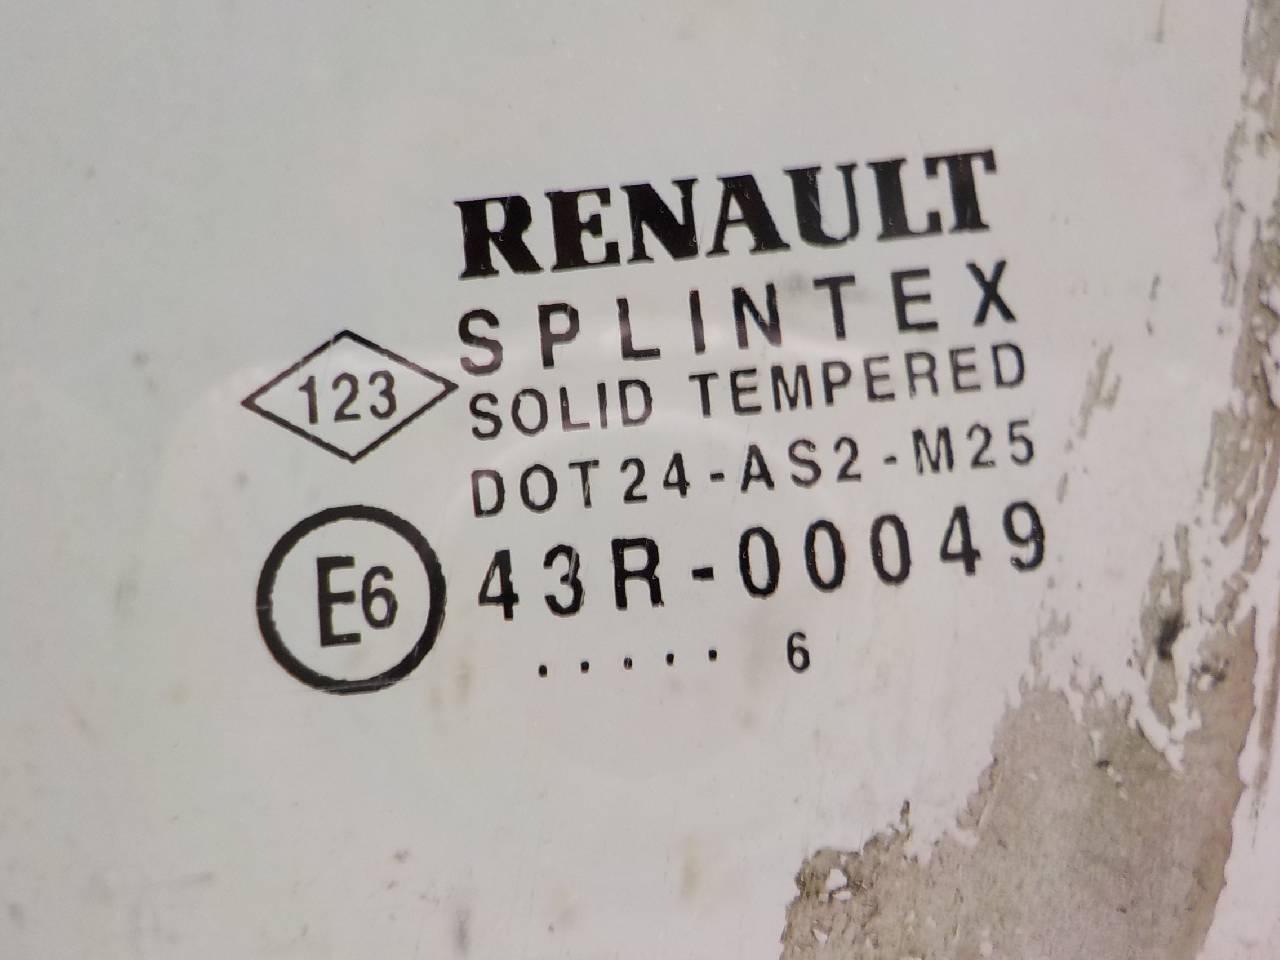 RENAULT
SPLINTEX
123
SOLID TEMPERED
DOT24-AS2-M25
E6
43R-00049
..... 6